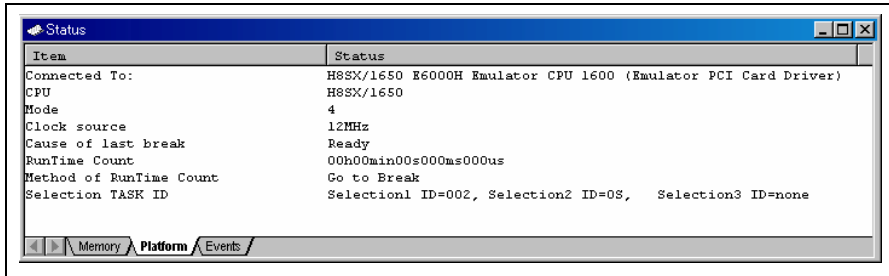 Status
Item Status
Connected To: H8SX/1650 E6000H Emulator CPU 1600 (Emulator PCI Card Driver)
CPU H8SX/1650
Mode 4
Clock source 12MHz
Cause of last break Ready
RunTime Count 00h00min00s000ms000us
Method of RunTime Count Go to Break
Selection TASK ID Selection1 ID=002, Selection2 ID=OS, Selection3 ID=none
Memory Platform Events